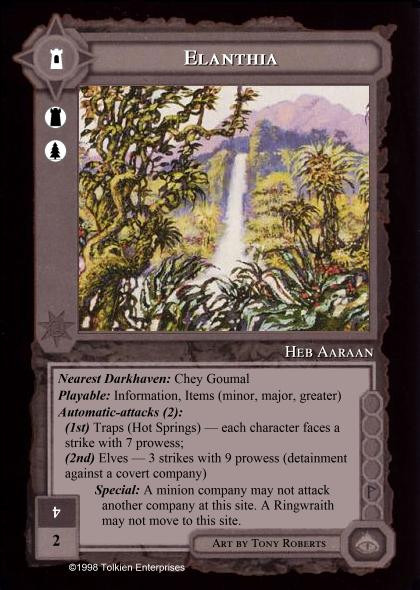 Elanthia
Heb Aaraan
Nearest Darkhaven: Chey Goumal
Playable: Information, Items (minor, major, greater)
Automatic-attacks (2):
(1st) Traps (Hot Springs) — each character faces a
strike with 7 prowess;
(2nd) Elves — 3 strikes with 9 prowess (detainment
against a covert company)
Special: A minion company may not attack
another company at this site. A Ringwraith
may not move to this site.
4
2
Art by Tony Roberts
©1998 Tolkien Enterprises